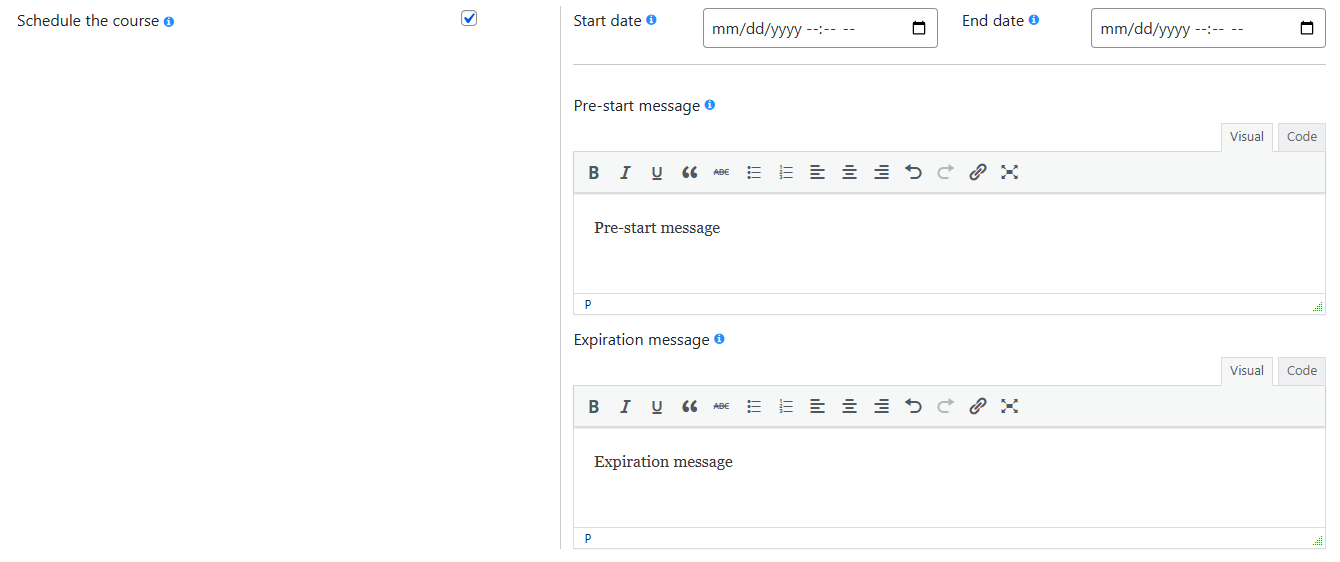 Schedule the course
Start date mm/dd/yyyy --:-- -- End date mm/dd/yyyy --:-- --
Pre-start message
Visual Code
B I U ABC
Pre-start message
P
Expiration message
Visual Code
B I U ABC
Expiration message
P